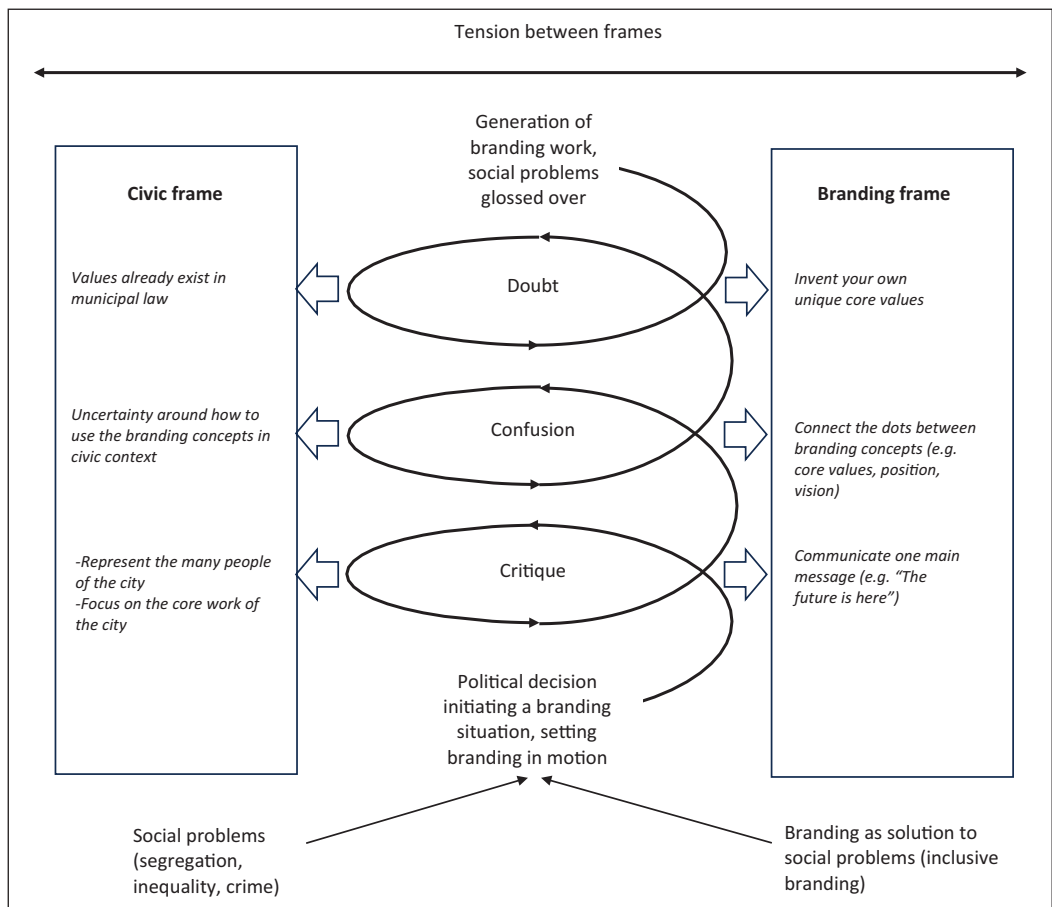 Tension between frames
Generation of
branding work,
social problems
glossed over
Civic frame
Values already exist in
municipal law
Uncertainty around how to
use the branding concepts in
civic context
-Represent the many people
of the city
-Focus on the core work of
the city
Doubt
Confusion
Critique
Branding frame
Invent your own
unique core values
Connect the dots between
branding concepts (e.g.
core values, position,
vision)
Communicate one main
message (e.g. “The
future is here”)
Political decision
initiating a branding
situation, setting
branding in motion
Social problems
(segregation,
inequality, crime)
Branding as solution to
social problems (inclusive
branding)